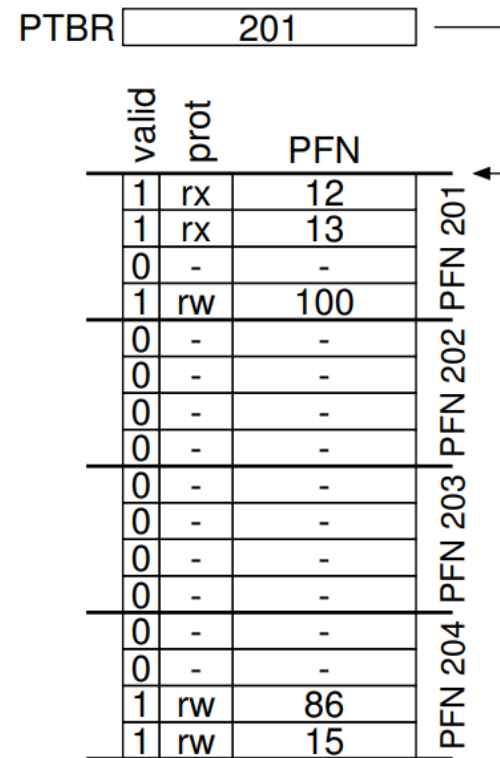 PTBR 201
valid prot PFN
1 rx 12
1 rx 13
0 - -
1 rw 100
PFN 201
0 - -
0 - -
0 - -
0 - -
PFN 202
0 - -
0 - -
0 - -
0 - -
PFN 203
0 - -
0 - -
1 rw 86
1 rw 15
PFN 204